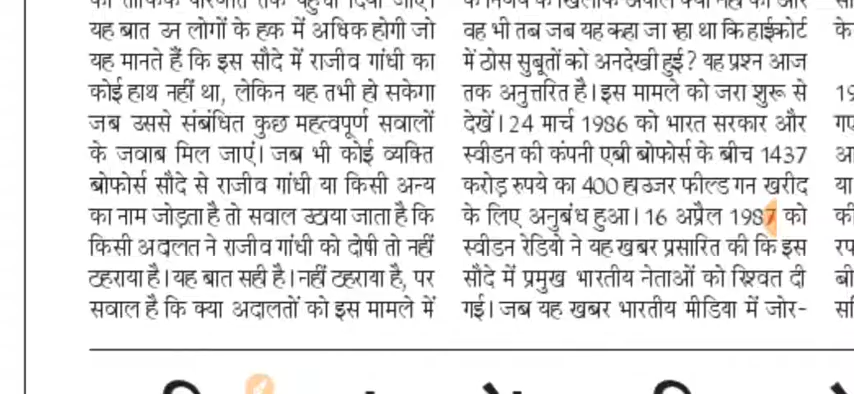 यह बात उन लोगों के हक में अधिक होगी जो
यह मानते हैं कि इस सौदे में राजीव गांधी का
कोई हाथ नहीं था, लेकिन यह तभी हो सकेगा
जब उससे संबंधित कुछ महत्वपूर्ण सवालों
के जवाब मिल जाएं। जब भी कोई व्यक्ति
बोफोर्स सौदे से राजीव गांधी या किसी अन्य
का नाम जोड़ता है तो सवाल उठाया जाता है कि
किसी अदालत ने राजीव गांधी को दोषी तो नहीं
ठहराया है। यह बात सही है। नहीं ठहराया है, पर
सवाल है कि क्या अदालतों को इस मामले में
वह भी तब जब यह कहा जा रहा था कि हाईकोर्ट
में ठोस सुबूतों को अनदेखी हुई? यह प्रश्न आज
तक अनुत्तरित है। इस मामले को जरा शुरू से
देखें। 24 मार्च 1986 को भारत सरकार और
स्वीडन की कंपनी एबी बोफोर्स के बीच 1437
करोड़ रुपये का 400 हाउजर फील्ड गन खरीद
के लिए अनुबंध हुआ। 16 अप्रैल 1987 को
स्वीडन रेडियो ने यह खबर प्रसारित की कि इस
सौदे में प्रमुख भारतीय नेताओं को रिश्वत दी
गई। जब यह खबर भारतीय मीडिया में जोर-